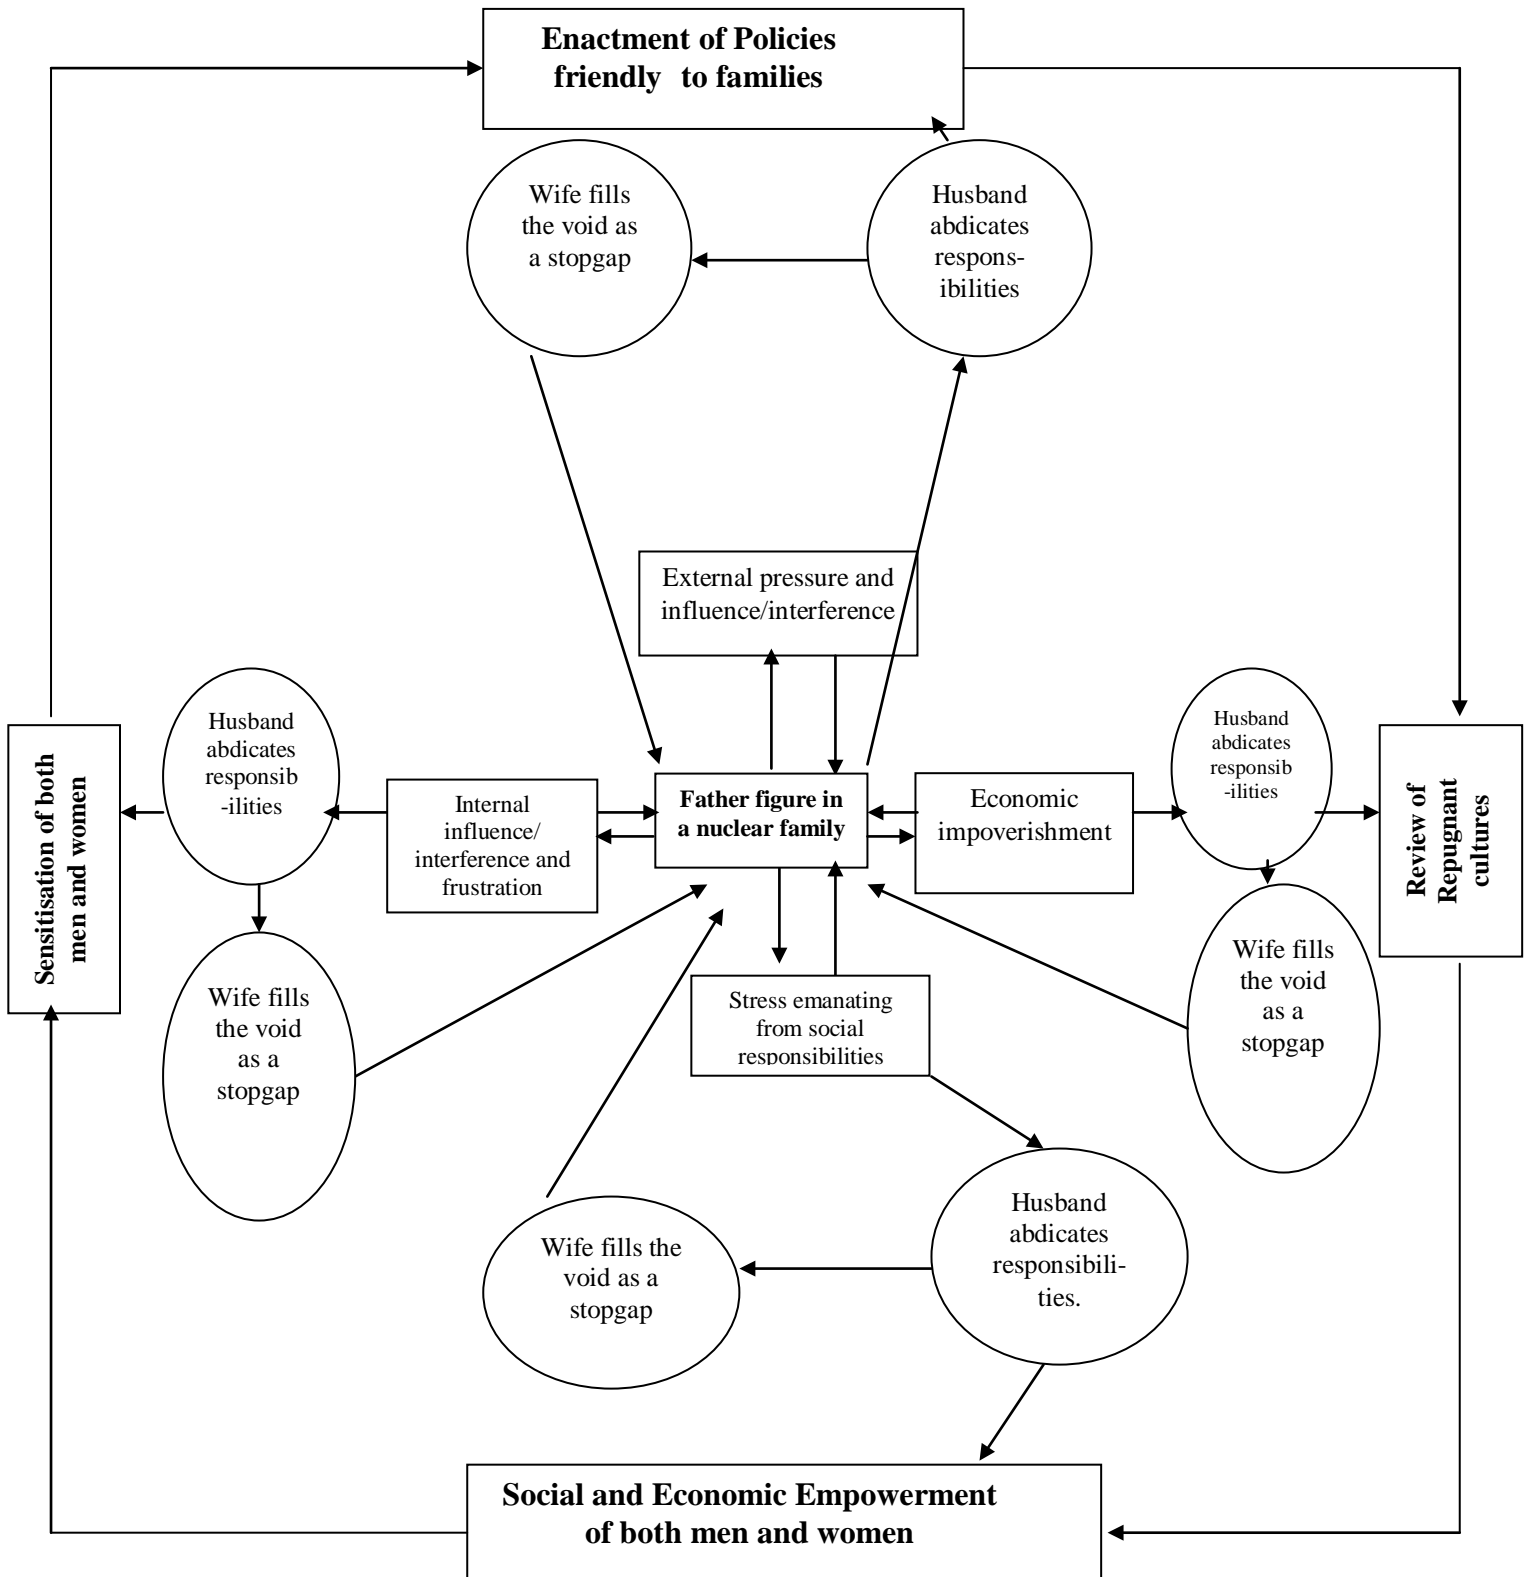 Enactment of Policies
friendly to families
Wife fills
the void as
a stopgap
Husband
abdicates
respons-
ibilities
External pressure and
influence/interference
Husband
abdicates
responsib
-ilities
Husband
abdicates
responsib
-ilities
Sensitisation of both
men and women
Internal
influence/
interference and
frustration
Father figure in
a nuclear family
Economic
impoverishment
Review of
Repugnant
cultures
Wife fills
the void
as a
stopgap
Stress emanating
from social
responsibilities
Wife fills
the void
as a
stopgap
Wife fills the
void as a
stopgap
Husband
abdicates
responsibili-
ties.
Social and Economic Empowerment
of both men and women